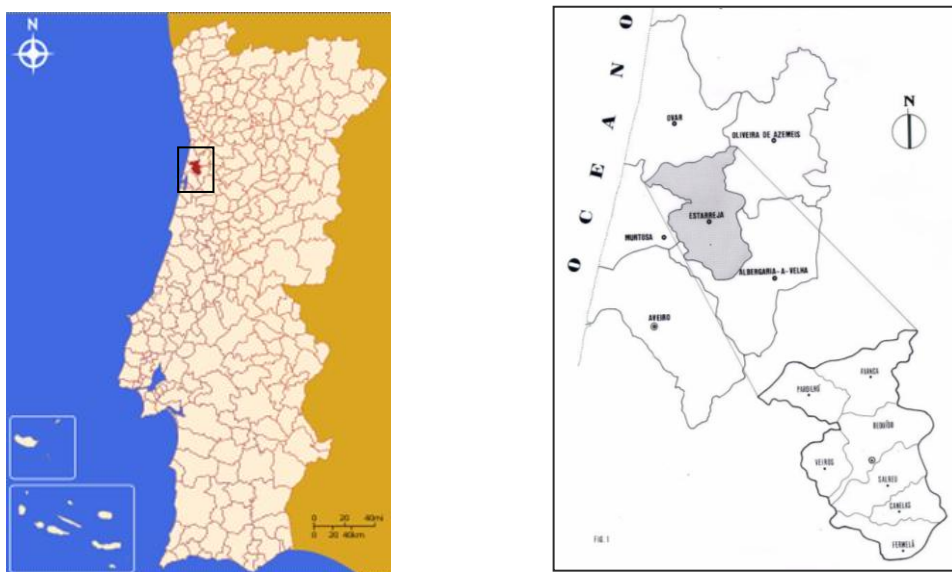 N
0 20 40mi
0 20 40km
OCEANO
N
OVAR
OLIVEIRA DE AZEMEIS
ESTARREJA
MURTOSA
ALBERGARIA-A-VELHA
AVEIRO
AVANCA
PARDILHÓ
BEDUÍDO
VEIROS
SALREU
CANELAS
FERMELÃ
FIG. 1